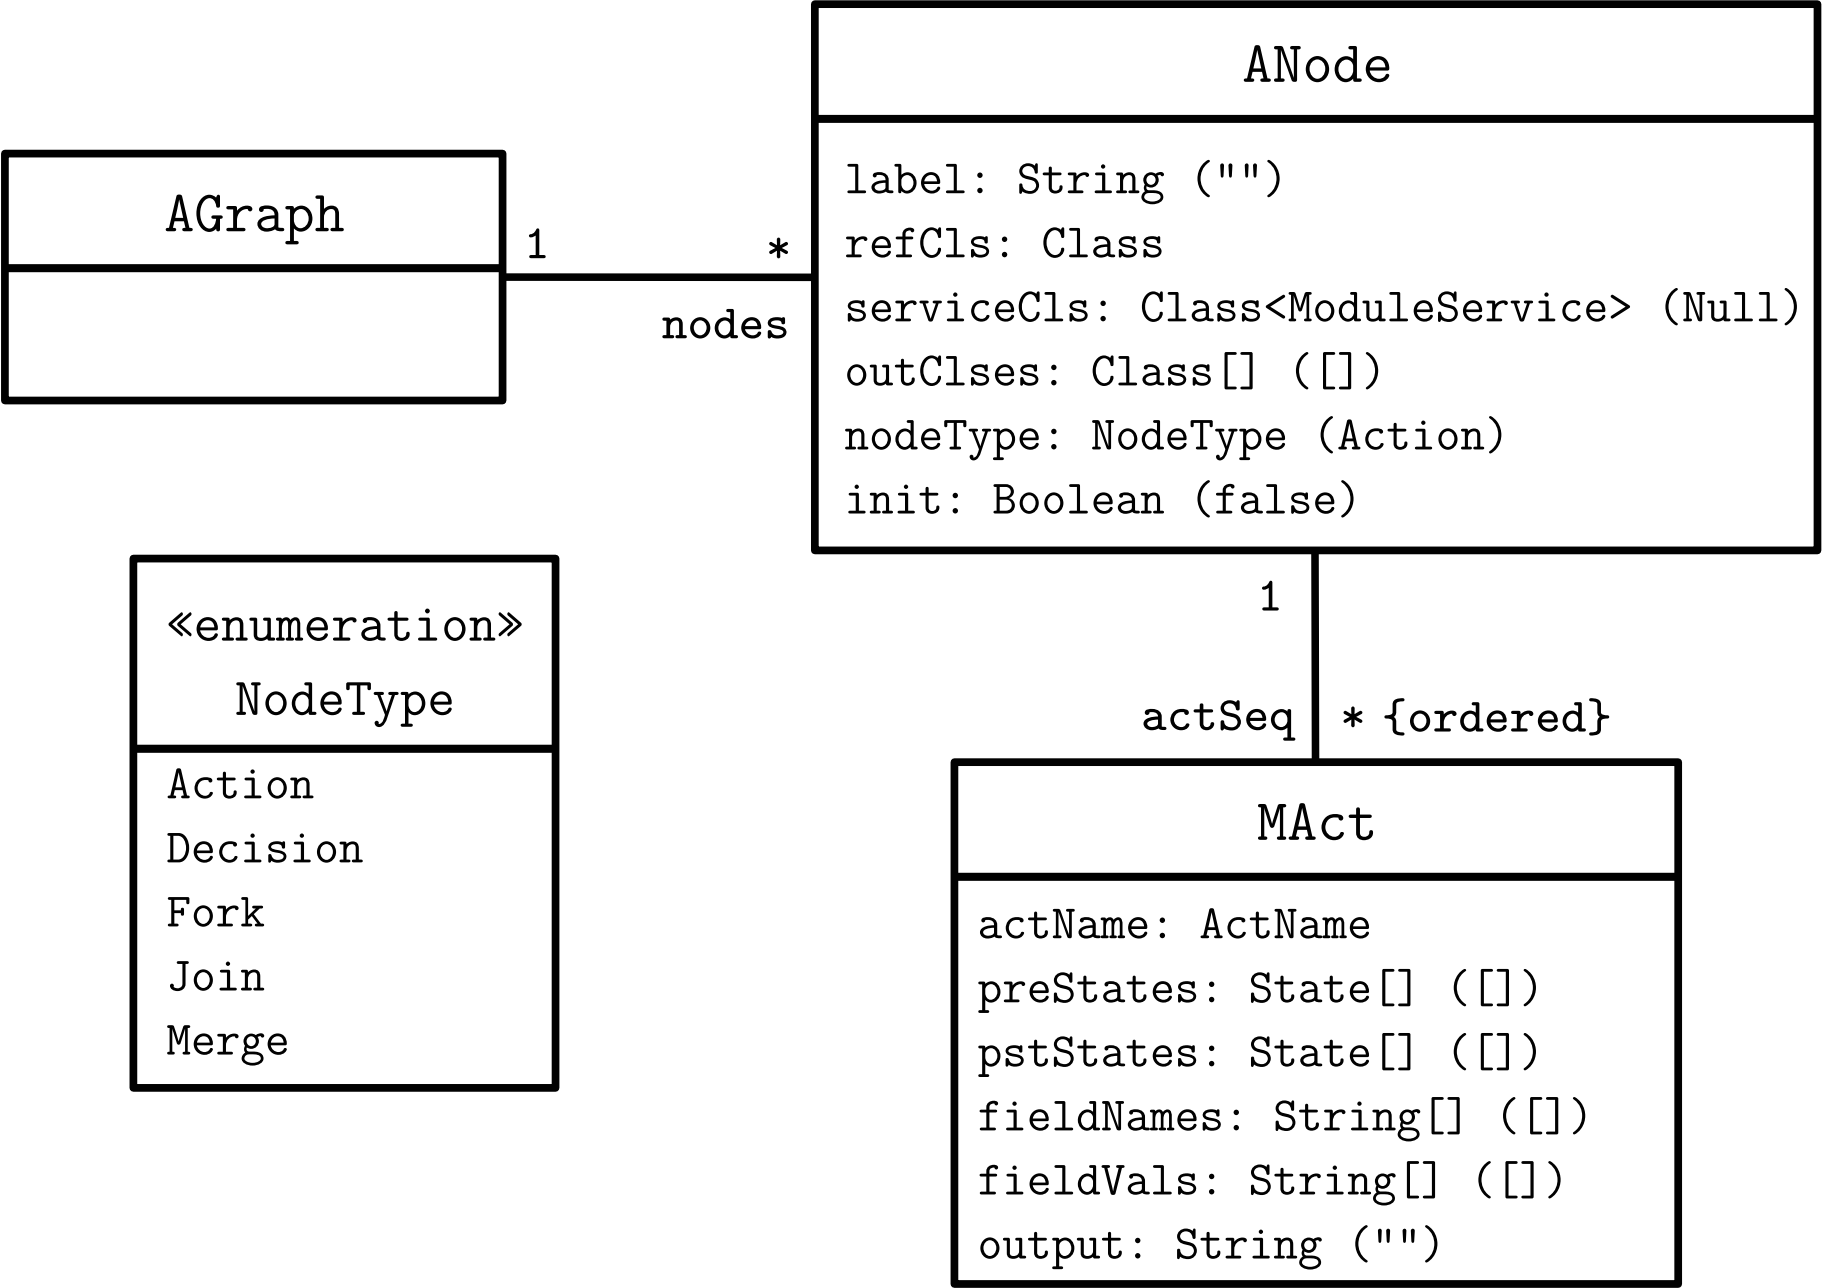 AGraph
1
*
nodes
ANode
label: String ("")
refCls: Class
serviceCls: Class<ModuleService> (Null)
outClses: Class[] ([])
nodeType: NodeType (Action)
init: Boolean (false)
1
actSeq
* {ordered}
«enumeration»
NodeType
Action
Decision
Fork
Join
Merge
MAct
actName: ActName
preStates: State[] ([])
pstStates: State[] ([])
fieldNames: String[] ([])
fieldVals: String[] ([])
output: String ("")